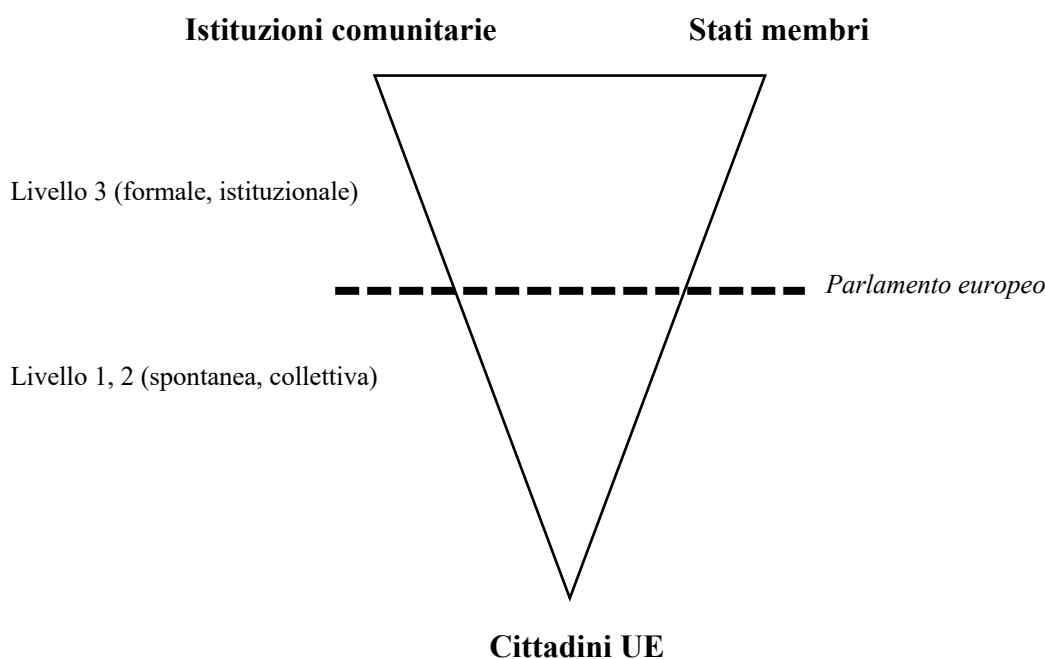 Istituzioni comunitarie
Stati membri
Livello 3 (formale, istituzionale)
Parlamento europeo
Livello 1, 2 (spontanea, collettiva)
Cittadini UE